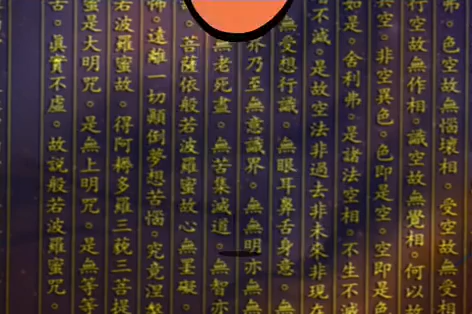 弗。色空故無惱壞相。受空故無受相
行空故無作相。識空故無覺相。何以故
空。非空異色。色即是空。空即是
如是。舍利弗。是諸法空相。不生不滅
不減。是故空法非過去非未來非現在
無受想行識。無眼耳鼻舌身意。無
界乃至無意識界。無無明亦無
無老死盡。無苦集滅道。無智亦
菩薩依般若波羅蜜故心無罣礙。
怖。遠離一切顛倒夢想苦惱。究竟涅槃
若波羅蜜故。得阿耨多羅三藐三菩提
蜜是大明咒。是無上明咒。是無等等
苦。真實不虛。故說般若波羅蜜咒。